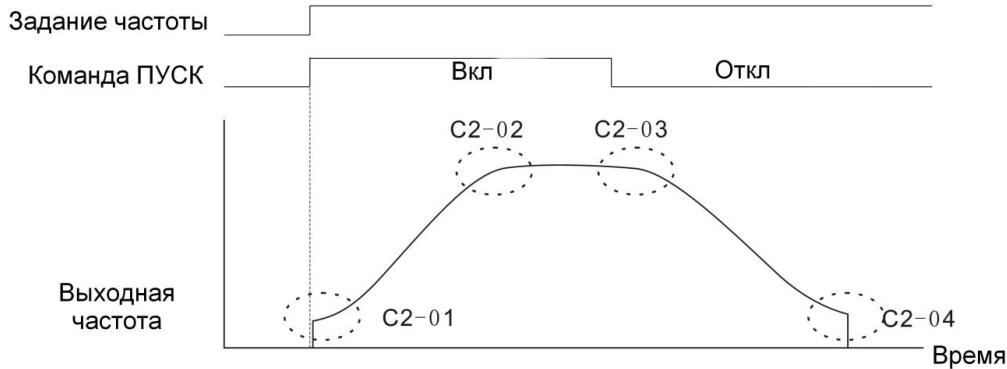 Задание частоты
Команда ПУСК
Вкл
Откл
C2-02
C2-03
Выходная
частота
C2-01
C2-04
Время